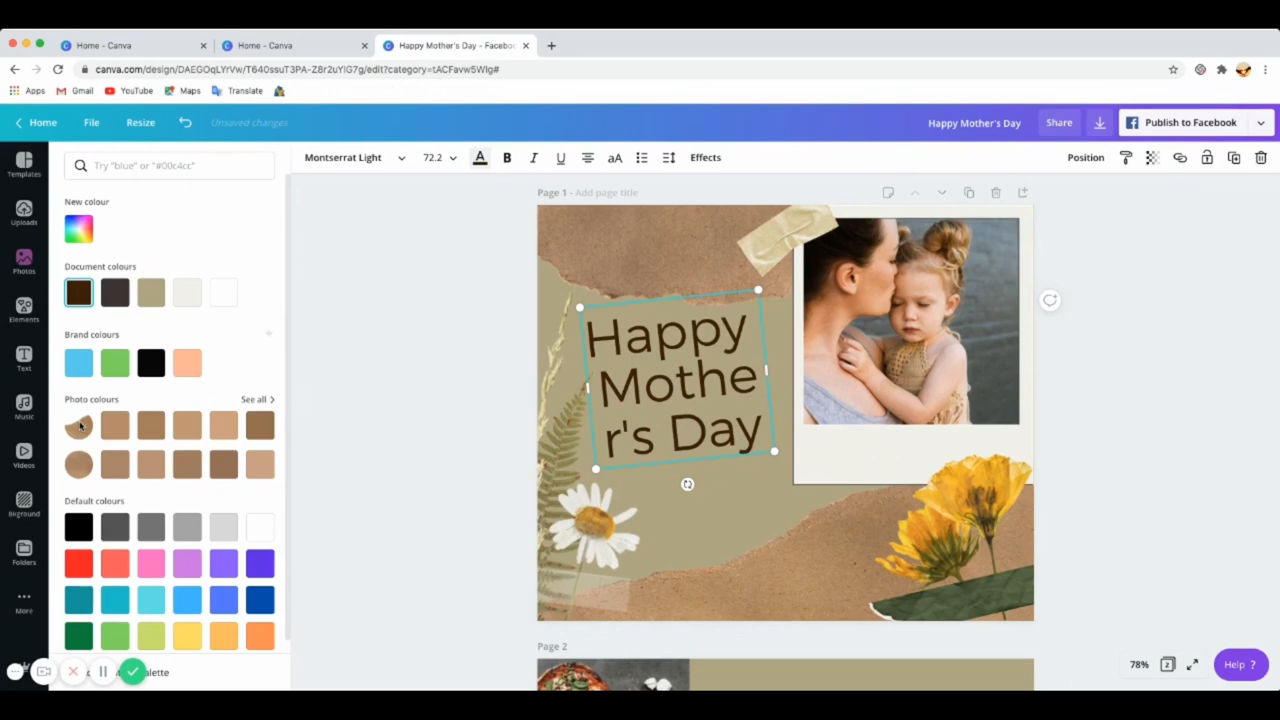 Home - Canva
Home - Canva
Happy Mother's Day - Faceboo
canva.com/design/DAEGOqLYrVw/T640ssuT3PA-Z8r2uYIG7g/edit?category=tACFavw5WIg#
Apps Gmail YouTube Maps Translate
Home File Resize Unsaved changes Happy Mother's Day Share Publish to Facebook
Templates
Uploads
Photos
Elements
Text
Music
Videos
Bkground
Folders
More
Try "blue" or "#00c4cc"
New colour
Document colours
Brand colours
Photo colours See all
Default colours
Montserrat Light 72.2 A B I U aA Effects Position
Page 1 - Add page title
Happy
Mothe
r's Day
Page 2
78% 2 Help ?